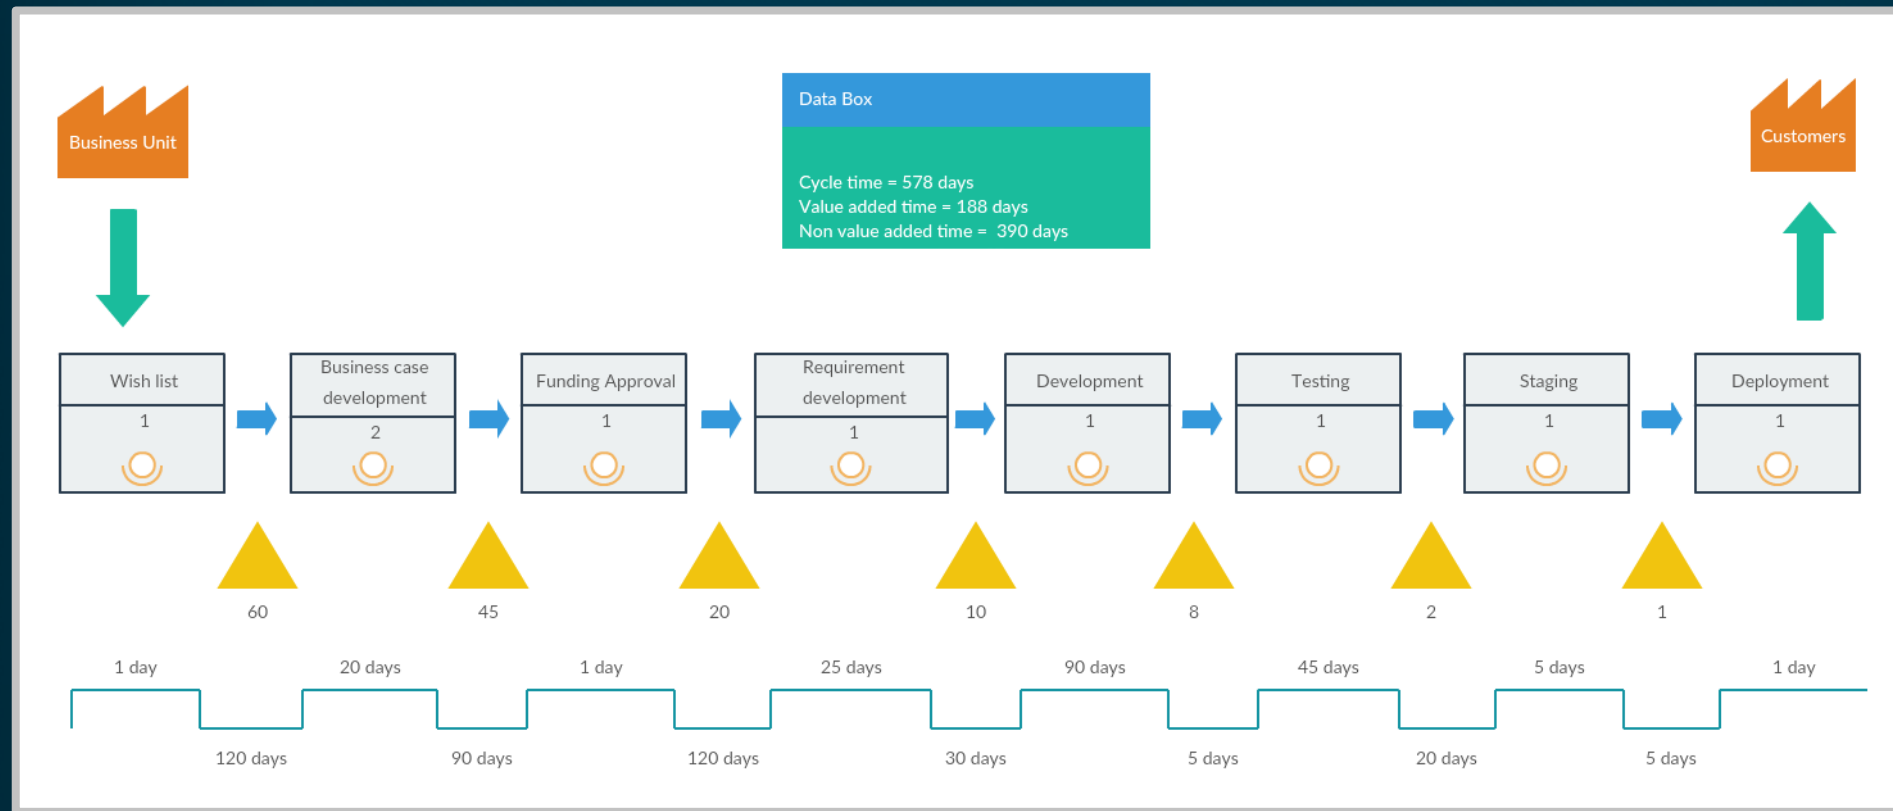 Business Unit
Data Box
Cycle time = 578 days
Value added time = 188 days
Non value added time =  390 days
Customers
Wish list
1
Business case
development
2
Funding Approval
1
Requirement
development
1
Development
1
Testing
1
Staging
1
Deployment
1
60
45
20
10
8
2
1
1 day
20 days
1 day
25 days
90 days
45 days
5 days
1 day
120 days
90 days
120 days
30 days
5 days
20 days
5 days